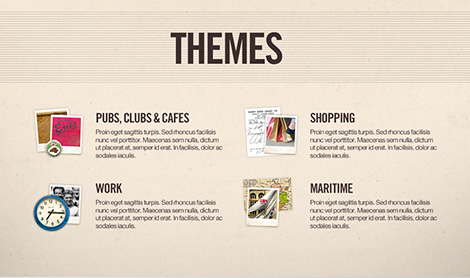 THEMES
PUBS, CLUBS & CAFES
Proin eget sagittis turpis. Sed rhoncus facilisis
nunc vel porttitor. Maecenas sem nulla, dictum
ut placerat at, semper id erat. In facilisis, dolor ac
sodales iaculis.
SHOPPING
Proin eget sagittis turpis. Sed rhoncus facilisis
nunc vel porttitor. Maecenas sem nulla, dictum
ut placerat at, semper id erat. In facilisis, dolor ac
sodales iaculis.
WORK
Proin eget sagittis turpis. Sed rhoncus facilisis
nunc vel porttitor. Maecenas sem nulla, dictum
ut placerat at, semper id erat. In facilisis, dolor ac
sodales iaculis.
MARITIME
Proin eget sagittis turpis. Sed rhoncus facilisis
nunc vel porttitor. Maecenas sem nulla, dictum
ut placerat at, semper id erat. In facilisis, dolor ac
sodales iaculis.